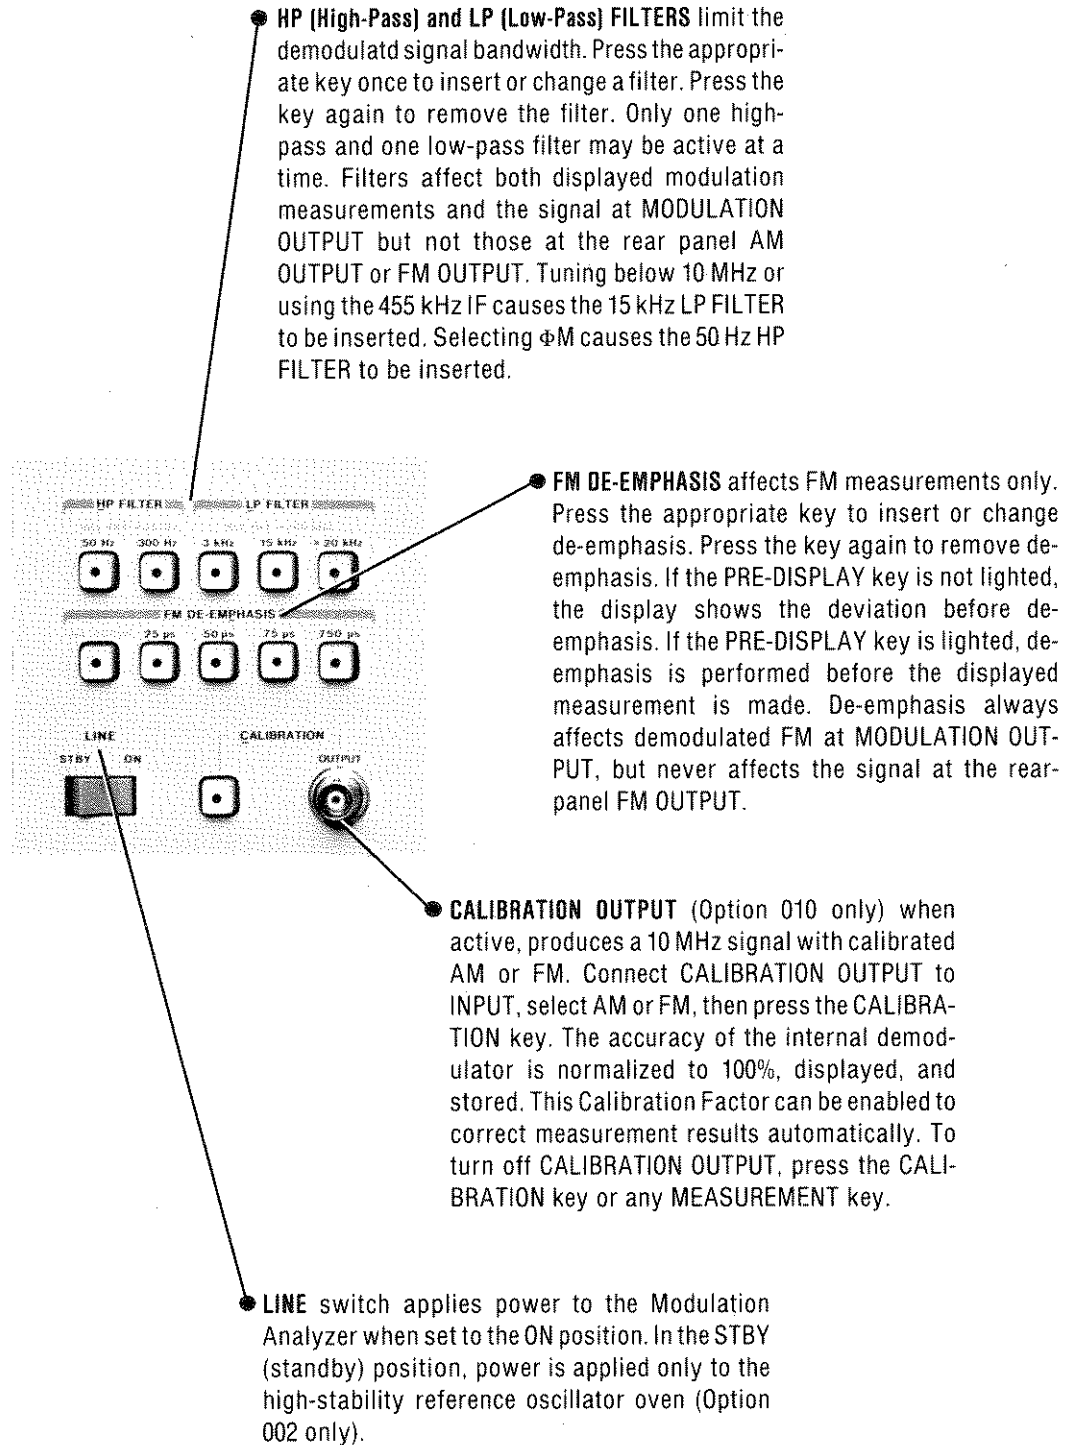 HP (High-Pass) and LP (Low-Pass) FILTERS limit the
demodulatd signal bandwidth. Press the appropri-
ate key once to insert or change a filter. Press the
key again to remove the filter. Only one high-
pass and one low-pass filter may be active at a
time. Filters affect both displayed modulation
measurements and the signal at MODULATION
OUTPUT but not those at the rear panel AM
OUTPUT or FM OUTPUT. Tuning below 10 MHz or
using the 455 kHz IF causes the 15 kHz LP FILTER
to be inserted. Selecting ΦM causes the 50 Hz HP
FILTER to be inserted.
HP FILTER LP FILTER
50 Hz 300 Hz 3 kHz 15 kHz >20 kHz
FM DE-EMPHASIS
25 µs 50 µs 75 µs 750 µs
LINE CALIBRATION
STBY ON OUTPUT
FM DE-EMPHASIS affects FM measurements only.
Press the appropriate key to insert or change
de-emphasis. Press the key again to remove de-
emphasis. If the PRE-DISPLAY key is not lighted,
the display shows the deviation before de-
emphasis. If the PRE-DISPLAY key is lighted, de-
emphasis is performed before the displayed
measurement is made. De-emphasis always
affects demodulated FM at MODULATION OUT-
PUT, but never affects the signal at the rear-
panel FM OUTPUT.
CALIBRATION OUTPUT (Option 010 only) when
active, produces a 10 MHz signal with calibrated
AM or FM. Connect CALIBRATION OUTPUT to
INPUT, select AM or FM, then press the CALIBRA-
TION key. The accuracy of the internal demod-
ulator is normalized to 100%, displayed, and
stored. This Calibration Factor can be enabled to
correct measurement results automatically. To
turn off CALIBRATION OUTPUT, press the CALI-
BRATION key or any MEASUREMENT key.
LINE switch applies power to the Modulation
Analyzer when set to the ON position. In the STBY
(standby) position, power is applied only to the
high-stability reference oscillator oven (Option
002 only).